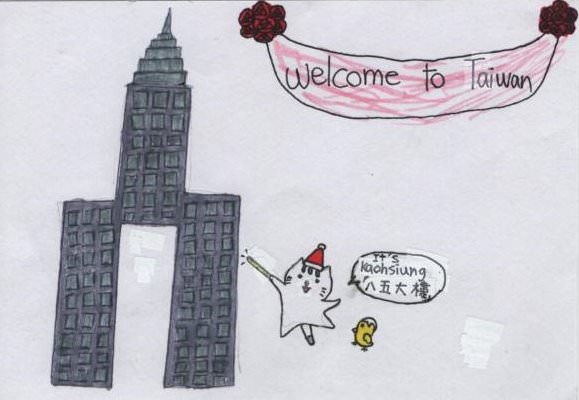 Welcome to Taiwan
It's
kaohsiung
八五大樓